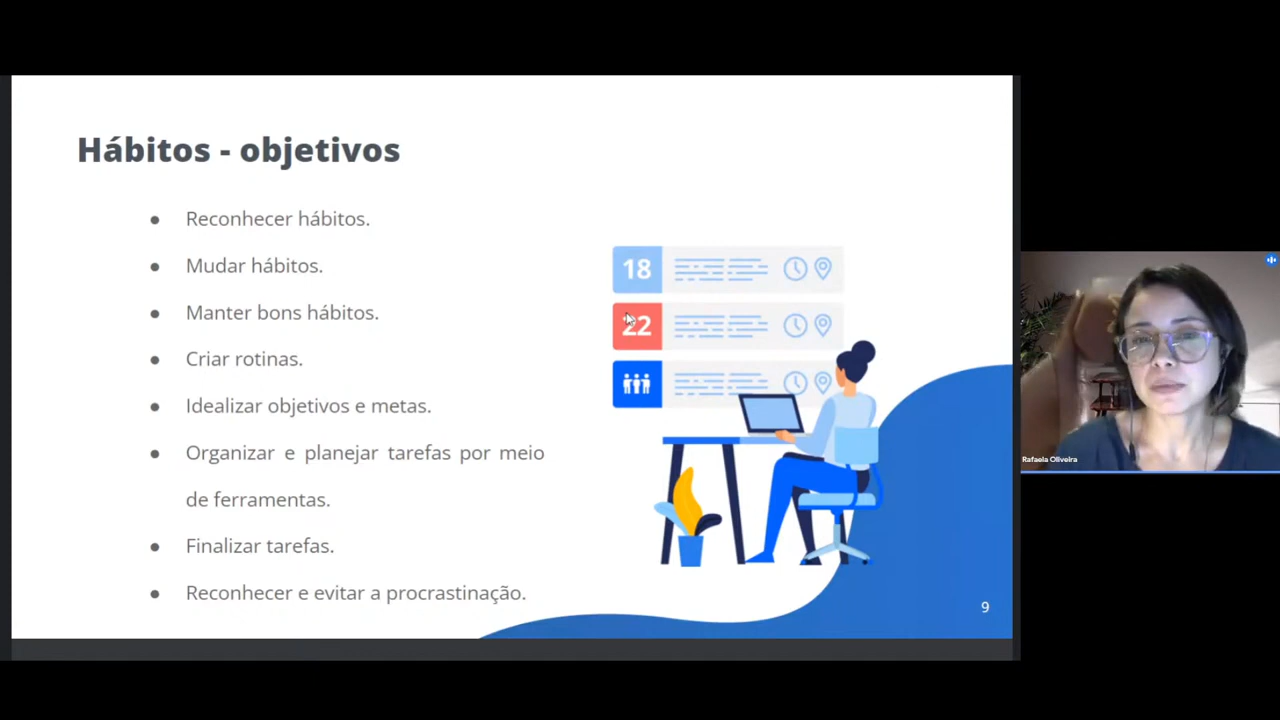 Hábitos - objetivos
● Reconhecer hábitos.
● Mudar hábitos.
● Manter bons hábitos.
● Criar rotinas.
● Idealizar objetivos e metas.
● Organizar e planejar tarefas por meio
de ferramentas.
● Finalizar tarefas.
● Reconhecer e evitar a procrastinação.
18
22
9
Rafaela Oliveira